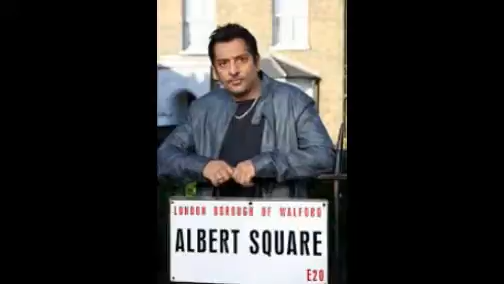 LONDON BOROUGH OF WALFORD
ALBERT SQUARE
E20